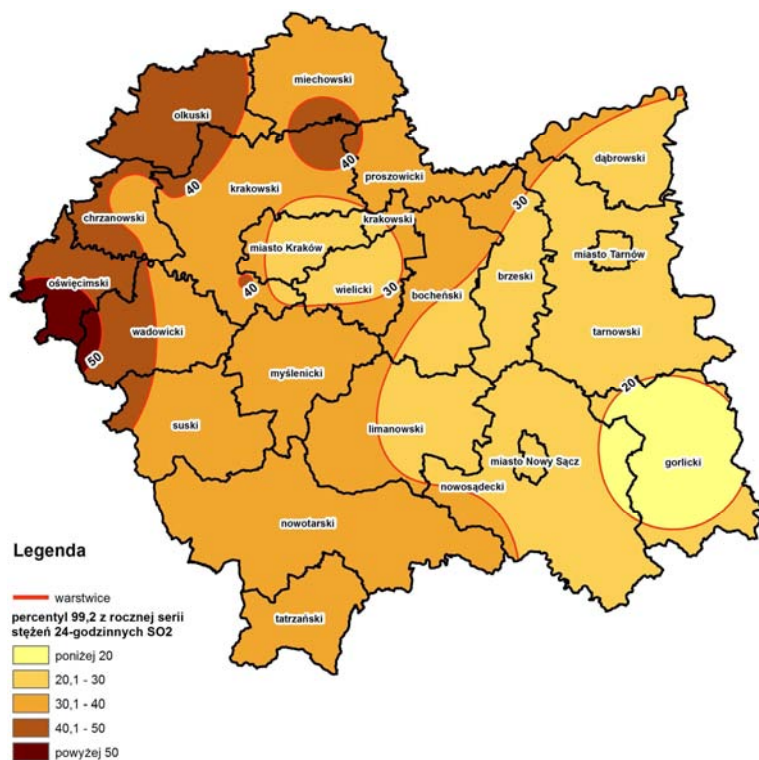 miechowski
olkuski
40
40
dąbrowski
krakowski
proszowicki
30
chrzanowski
krakowski
miasto Kraków
miasto Tarnów
oświęcimski
40
wielicki
30
bocheński
brzeski
wadowicki
tarnowski
50
myślenicki
20
suski
limanowski
miasto Nowy Sącz
gorlicki
nowosądecki
nowotarski
tatrzański
Legenda
warstwice
percentyl 99,2 z rocznej serii
stężeń 24-godzinnych SO2
poniżej 20
20,1 - 30
30,1 - 40
40,1 - 50
powyżej 50